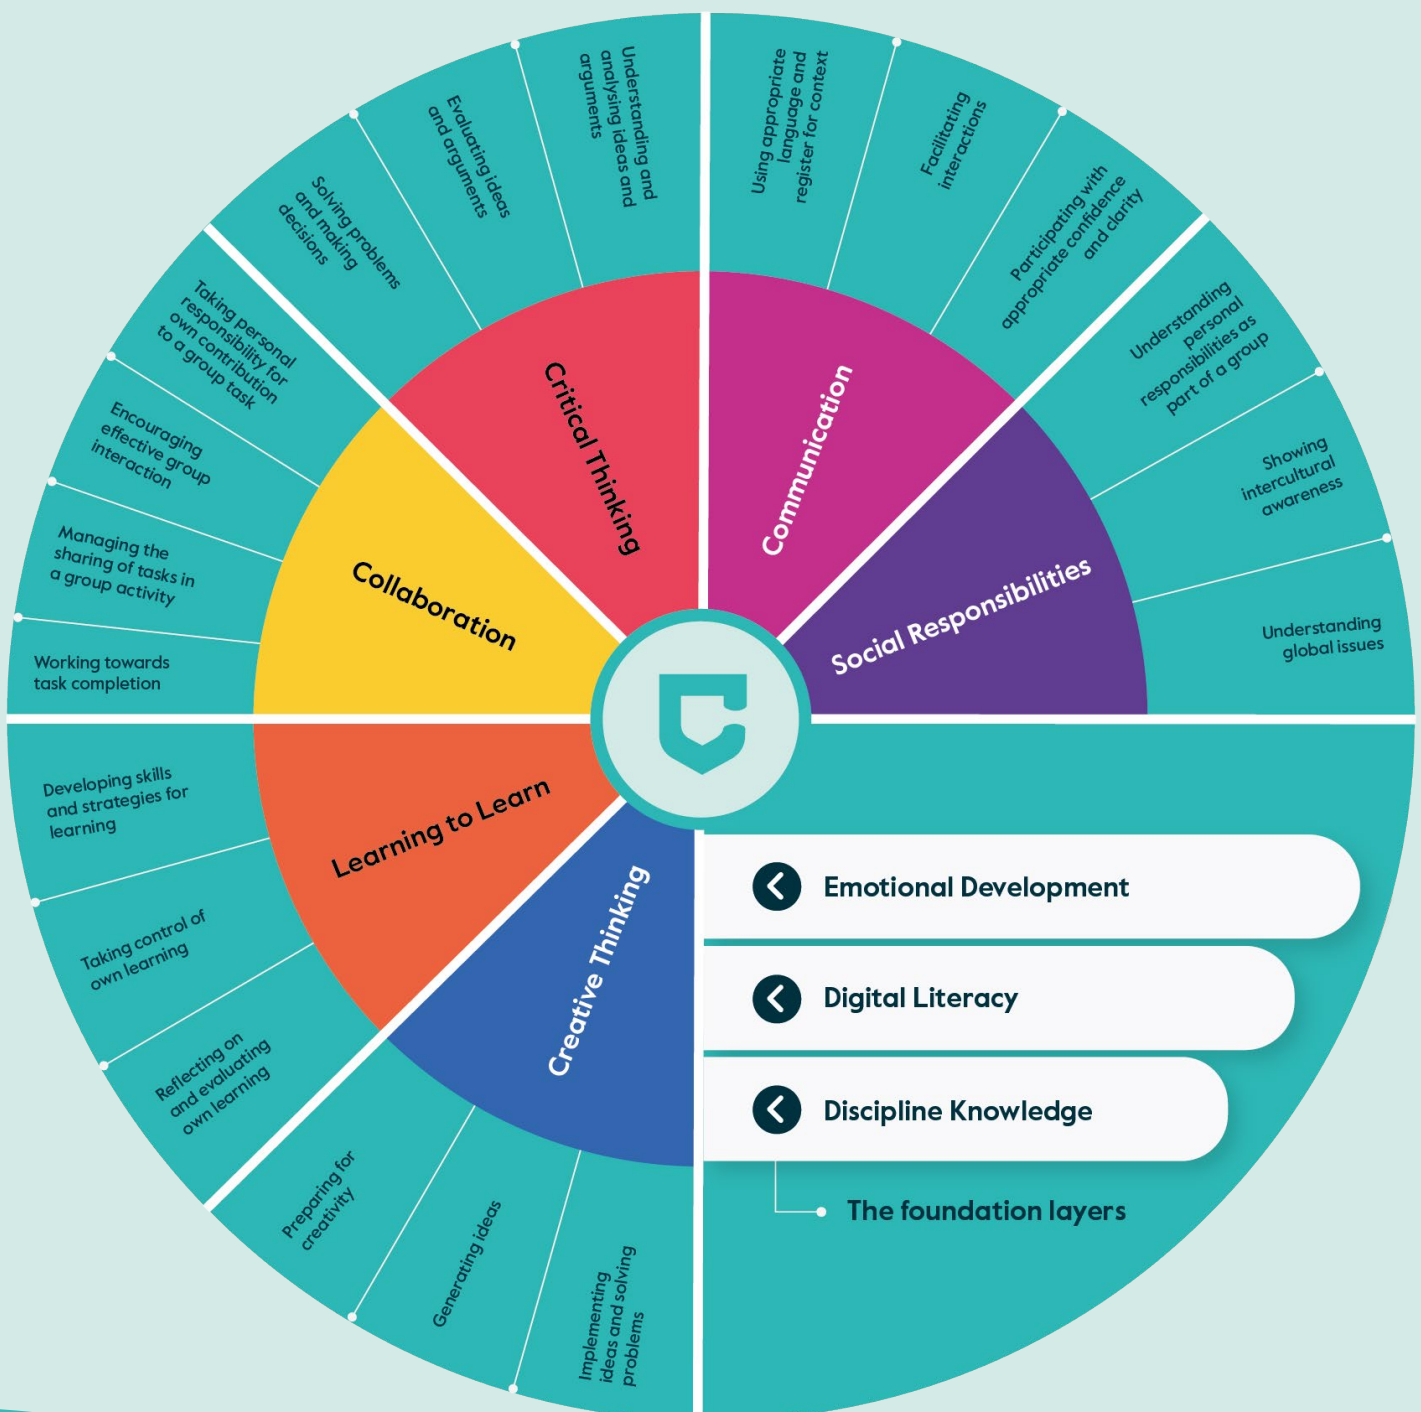 Understanding and
analysing ideas and
arguments
Evaluating ideas
and arguments
Solving problems
and making
decisions
Critical Thinking
Using appropriate
language and
register for context
Facilitating
interactions
Participating with
appropriate confidence
and clarity
Communication
Understanding
personal
responsibilities as
part of a group
Showing
intercultural
awareness
Understanding
global issues
Social Responsibilities
Taking personal
responsibility for
own contribution
to a group task
Encouraging
effective group
interaction
Managing the
sharing of tasks in
a group activity
Working towards
task completion
Collaboration
Developing skills
and strategies for
learning
Taking control of
own learning
Reflecting on
and evaluating
own learning
Learning to Learn
Preparing for
creativity
Generating ideas
Implementing
ideas and solving
problems
Creative Thinking
Emotional Development
Digital Literacy
Discipline Knowledge
The foundation layers